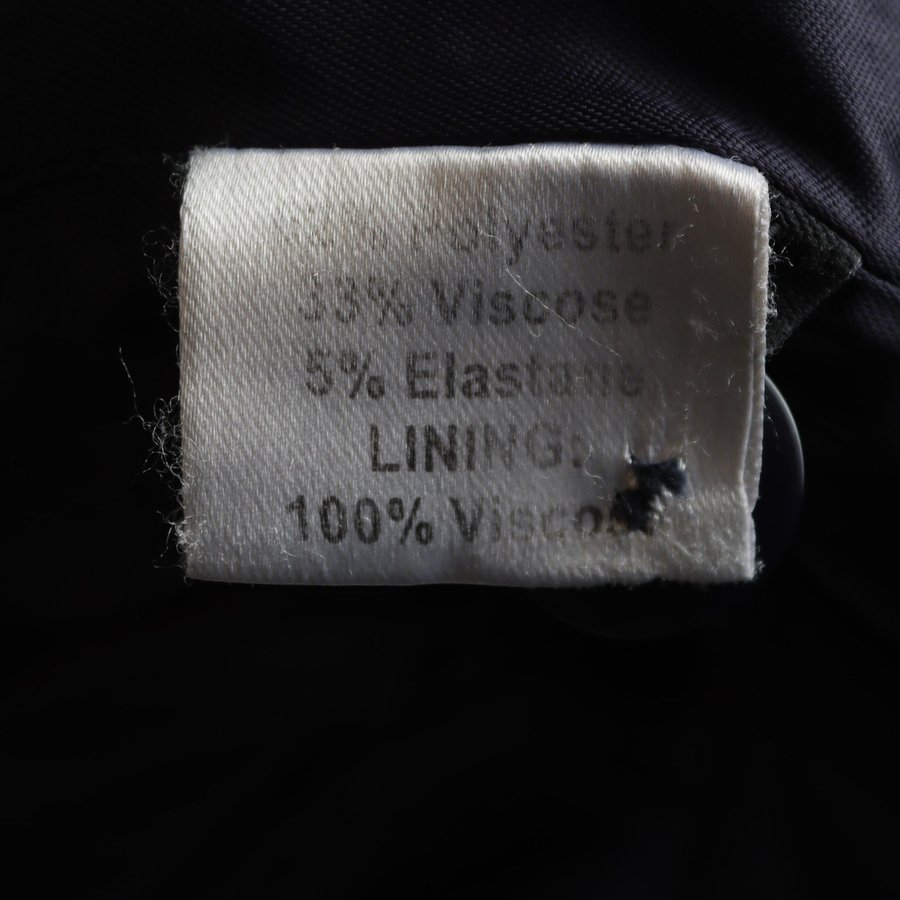 Polyester
33% Viscose
5% Elastane
LINING:
100% Viscose